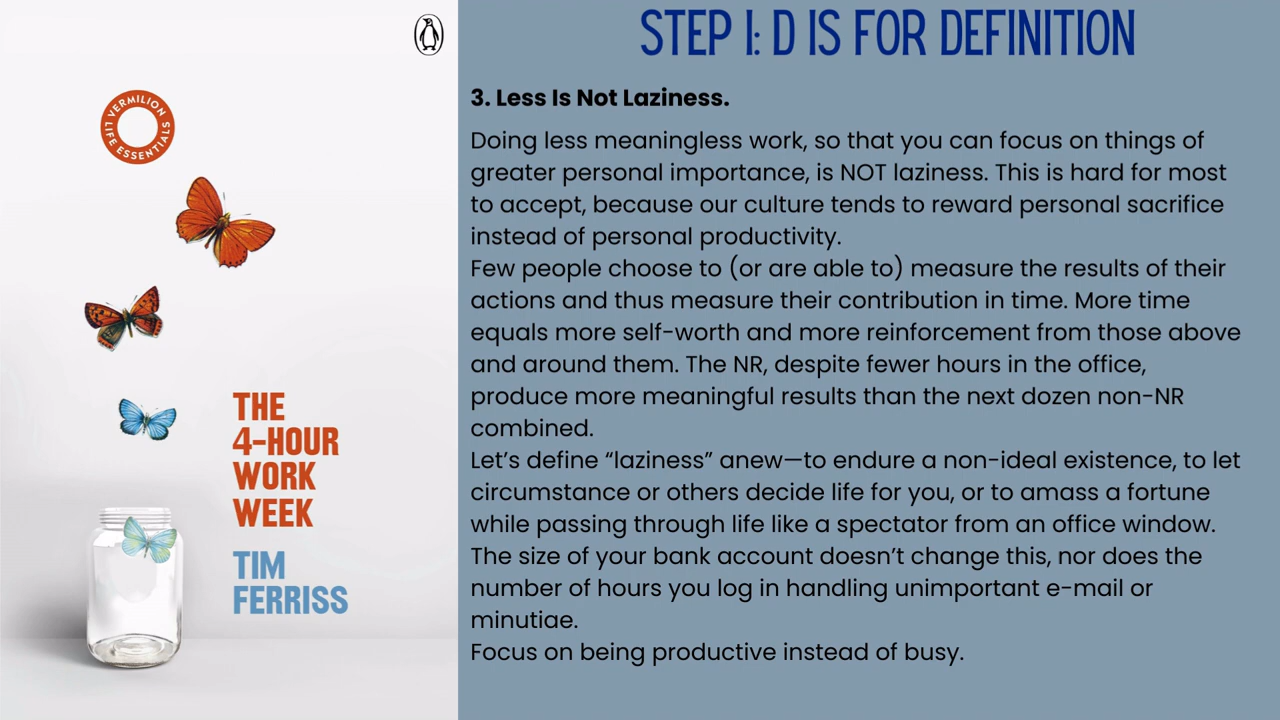 VERMILION
LIFE ESSENTIALS
THE
4-HOUR
WORK
WEEK
TIM
FERRISS
STEP 1: D IS FOR DEFINITION
3. Less Is Not Laziness.
Doing less meaningless work, so that you can focus on things of
greater personal importance, is NOT laziness. This is hard for most
to accept, because our culture tends to reward personal sacrifice
instead of personal productivity.
Few people choose to (or are able to) measure the results of their
actions and thus measure their contribution in time. More time
equals more self-worth and more reinforcement from those above
and around them. The NR, despite fewer hours in the office,
produce more meaningful results than the next dozen non-NR
combined.
Let’s define “laziness” anew—to endure a non-ideal existence, to let
circumstance or others decide life for you, or to amass a fortune
while passing through life like a spectator from an office window.
The size of your bank account doesn’t change this, nor does the
number of hours you log in handling unimportant e-mail or
minutiae.
Focus on being productive instead of busy.